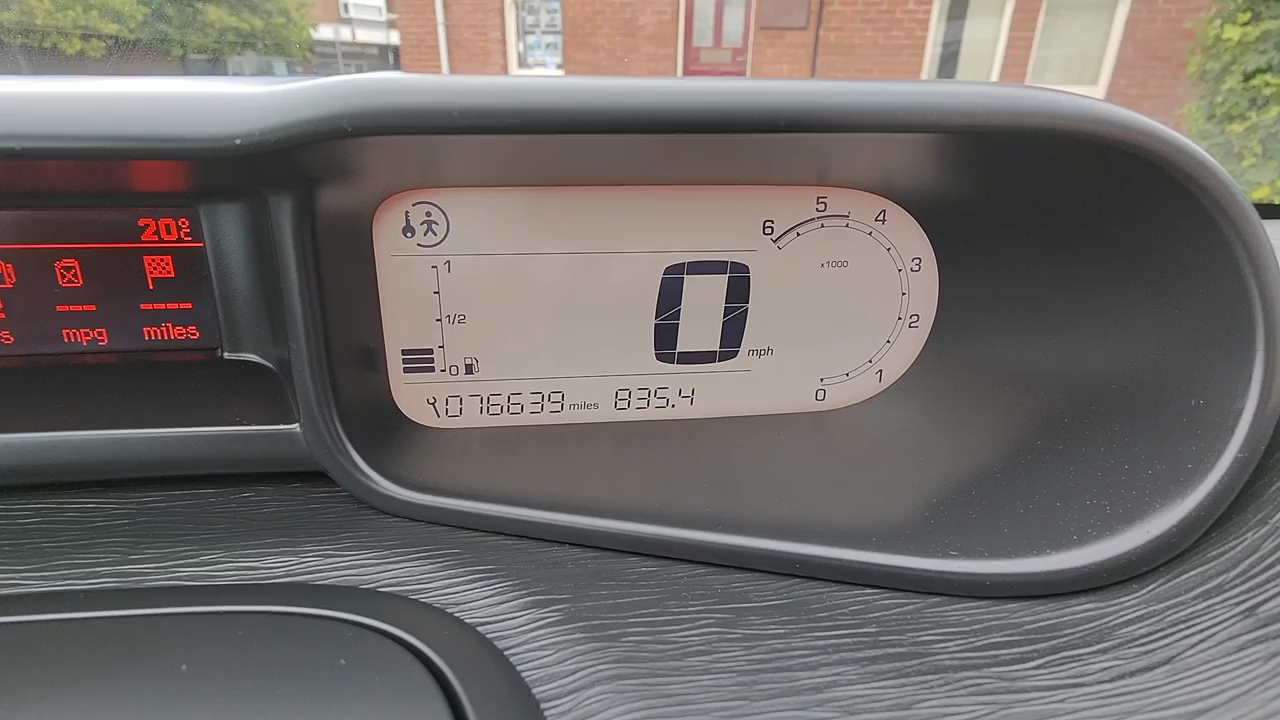 20°C
mpg
miles
--- ----
6 5 4 3 2 1 0
x1000
1
1/2
0
0 mph
076639 miles 835.4